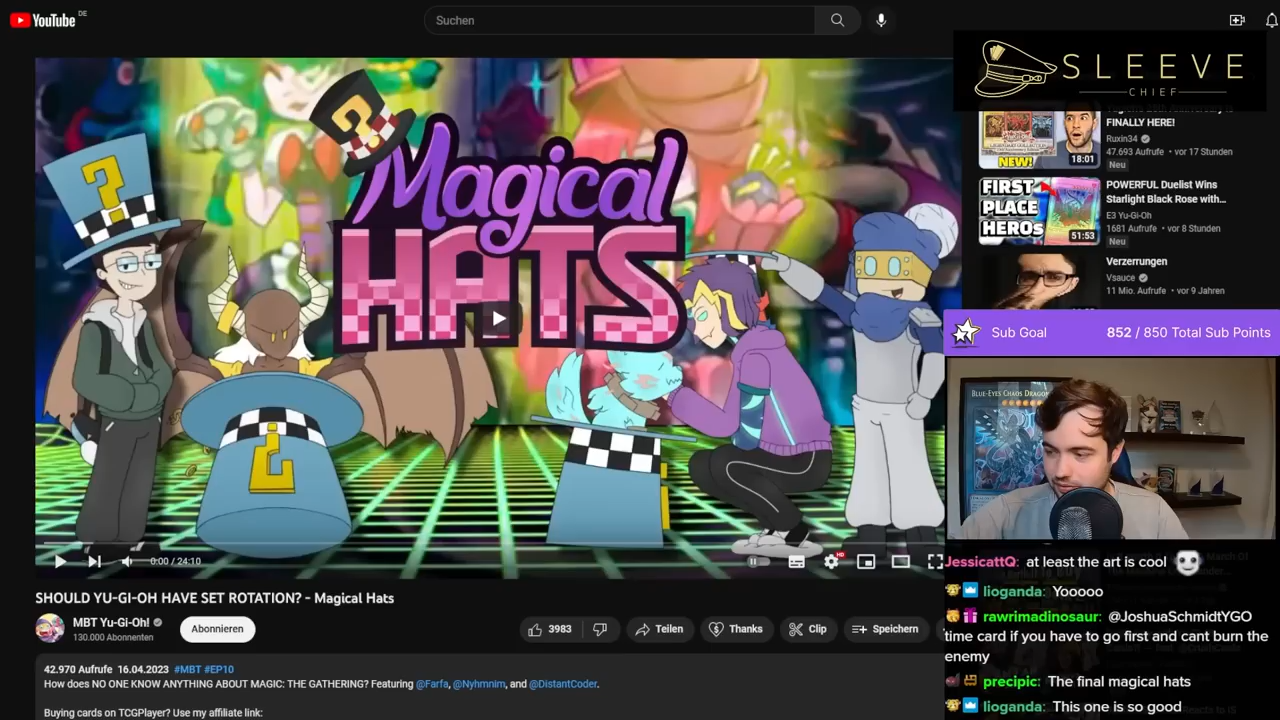 YouTube DE
Suchen
SLEEVE
CHIEF
?
Magical
HATS
?
?
FINALLY HERE!
Ruxin34
47.693 Aufrufe • vor 17 Stunden
Neu
NEW!
18:01
POWERFUL Duelist Wins
Starlight Black Rose with...
E3 Yu-Gi-Oh
1681 Aufrufe • vor 8 Stunden
Neu
FIRST
PLACE
HEROs
51:53
Verzerrungen
Vsauce
11 Mio. Aufrufe • vor 9 Jahren
Sub Goal 852 / 850 Total Sub Points
BLUE-EYES CHAOS DRAGON
0:00 / 24:10
HD
SHOULD YU-GI-OH HAVE SET ROTATION? - Magical Hats
MBT Yu-Gi-Oh!
130.000 Abonnenten
Abonnieren
3983
Teilen
Thanks
Clip
Speichern
42.970 Aufrufe 16.04.2023 #MBT #EP10
How does NO ONE KNOW ANYTHING ABOUT MAGIC: THE GATHERING? Featuring @Farfa, @Nyhmnim, and @DistantCoder.
Buying cards on TCGPlayer? Use my affiliate link:
JessicattQ: at least the art is cool
lioganda: Yooooo
rawrimadinosaur: @JoshuaSchmidtYGO
time card if you have to go first and cant burn the
enemy
precipic: The final magical hats
lioganda: This one is so good